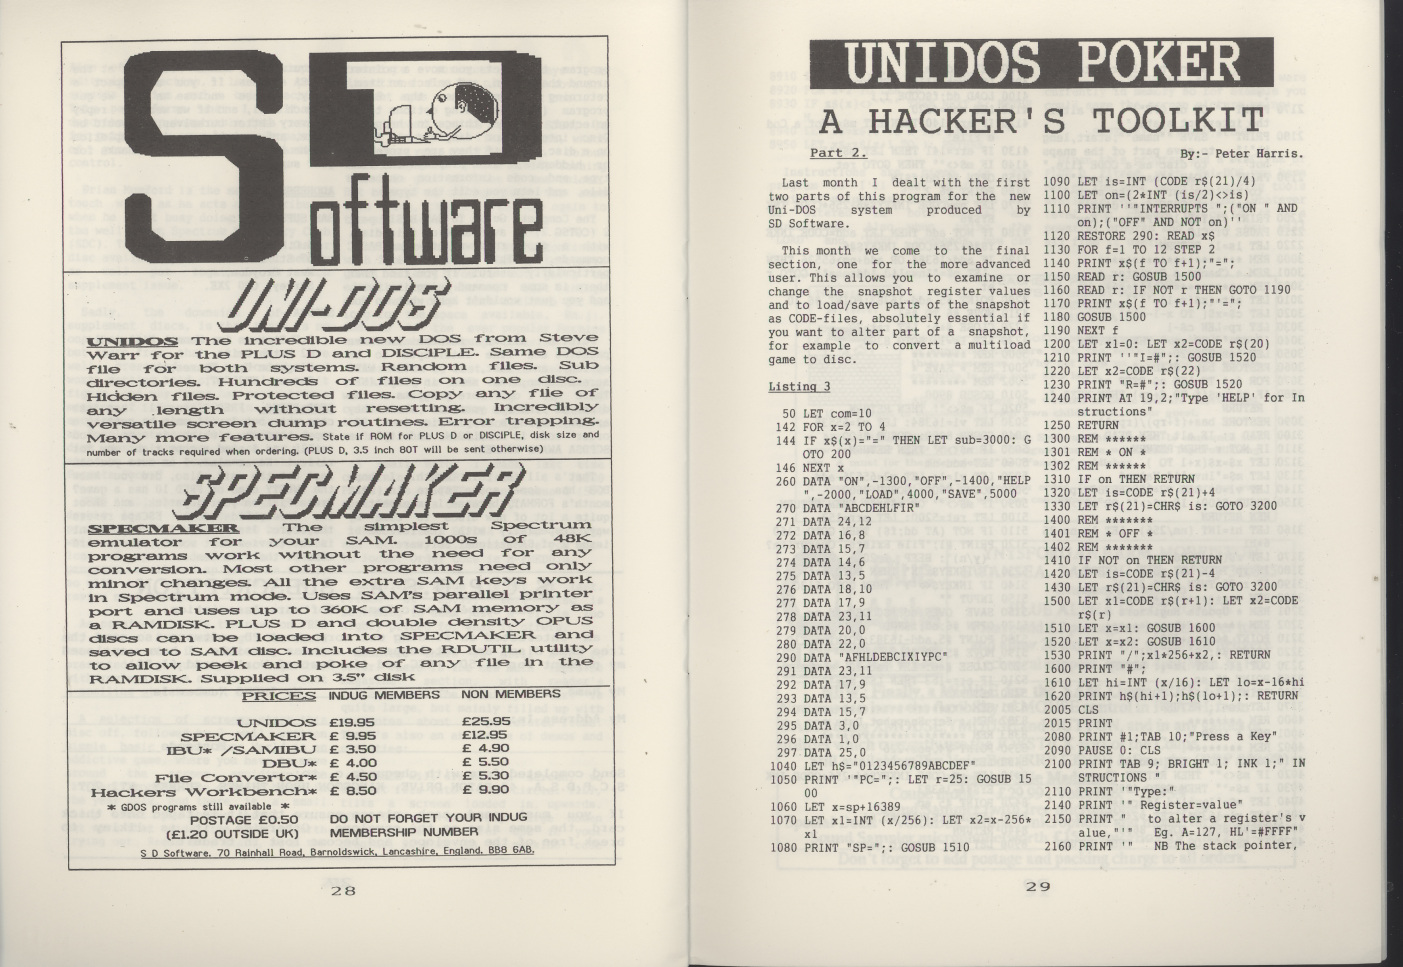 SD
Software
UNI-DOS
UNIDOS The incredible new DOS from Steve
Warr for the PLUS D and DISCiPLE. Same DOS
file for both systems. Random files. Sub
directories. Hundreds of files on one disc.
Hidden files. Protected files. Copy any file of
any length without resetting. Incredibly
versatile screen dump routines. Error trapping.
Many more features. State if ROM for PLUS D or DISCiPLE, disk size and
number of tracks required when ordering. (PLUS D, 3.5 inch 80T will be sent otherwise)
SPECMAKER
SPECMAKER The simplest Spectrum
emulator for your SAM. 1000s of 48K
programs work without the need for any
conversion. Most other programs need only
minor changes. All the extra SAM keys work
in Spectrum mode. Uses SAM's parallel printer
port and uses up to 360K of SAM memory as
a RAMDISK. PLUS D and double density OPUS
discs can be loaded into SPECMAKER and
saved to SAM disc. Includes the RDUTIL utility
to allow peek and poke of any file in the
RAMDISK. Supplied on 3.5" disk
PRICES INDUG MEMBERS NON MEMBERS
UNIDOS £19.95 £25.95
SPECMAKER £ 9.95 £12.95
IBU* /SAMIBU £ 3.50 £ 4.90
DBU* £ 4.00 £ 5.50
File Convertor* £ 4.50 £ 5.30
Hackers Workbench* £ 8.50 £ 9.90
* GDOS programs still available *
POSTAGE £0.50 DO NOT FORGET YOUR INDUG
(£1.20 OUTSIDE UK) MEMBERSHIP NUMBER
S D Software, 70 Rainhall Road, Barnoldswick, Lancashire, England. BB8 6AB.
28
UNIDOS POKER
A HACKER'S TOOLKIT
Part 2.
By:- Peter Harris.
Last month I dealt with the first
two parts of this program for the new
Uni-DOS system produced by
SD Software.
This month we come to the final
section, one for the more advanced
user. This allows you to examine or
change the snapshot register values
and to load/save parts of the snapshot
as CODE-files, absolutely essential if
you want to alter part of a snapshot,
for example to convert a multiload
game to disc.
Listing 3
50 LET com=10
142 FOR x=2 TO 4
144 IF x$(x)="=" THEN LET sub=3000: G
OTO 200
146 NEXT x
260 DATA "ON",-1300,"OFF",-1400,"HELP
",-2000,"LOAD",4000,"SAVE",5000
270 DATA "ABCDEHLFIR"
271 DATA 24,12
272 DATA 16,8
273 DATA 15,7
274 DATA 14,6
275 DATA 13,5
276 DATA 18,10
277 DATA 17,9
278 DATA 23,11
279 DATA 20,0
280 DATA 22,0
290 DATA "AFHLDEBCIXIYPC"
291 DATA 23,11
292 DATA 17,9
293 DATA 13,5
294 DATA 15,7
295 DATA 3,0
296 DATA 1,0
297 DATA 25,0
1040 LET h$="0123456789ABCDEF"
1050 PRINT '"PC=";: LET r=25: GOSUB 15
00
1060 LET x=sp+16389
1070 LET x1=INT (x/256): LET x2=x-256*
x1
1080 PRINT "SP=";: GOSUB 1510
1090 LET is=INT (CODE r$(21)/4)
1100 LET on=(2*INT (is/2)<>is)
1110 PRINT ''"INTERRUPTS ";("ON " AND
on);("OFF" AND NOT on)''
1120 RESTORE 290: READ x$
1130 FOR f=1 TO 12 STEP 2
1140 PRINT x$(f TO f+1);"=";
1150 READ r: GOSUB 1500
1160 READ r: IF NOT r THEN GOTO 1190
1170 PRINT x$(f TO f+1);"'=";
1180 GOSUB 1500
1190 NEXT f
1200 LET x1=0: LET x2=CODE r$(20)
1210 PRINT ''"I=#";: GOSUB 1520
1220 LET x2=CODE r$(22)
1230 PRINT "R=#";: GOSUB 1520
1240 PRINT AT 19,2;"Type 'HELP' for In
structions"
1250 RETURN
1300 REM ******
1301 REM * ON *
1302 REM ******
1310 IF on THEN RETURN
1320 LET is=CODE r$(21)+4
1330 LET r$(21)=CHR$ is: GOTO 3200
1400 REM *******
1401 REM * OFF *
1402 REM *******
1410 IF NOT on THEN RETURN
1420 LET is=CODE r$(21)-4
1430 LET r$(21)=CHR$ is: GOTO 3200
1500 LET x1=CODE r$(r+1): LET x2=CODE
r$(r)
1510 LET x=x1: GOSUB 1600
1520 LET x=x2: GOSUB 1610
1530 PRINT "/";x1*256+x2,: RETURN
1600 PRINT "#";
1610 LET hi=INT (x/16): LET lo=x-16*hi
1620 PRINT h$(hi+1);h$(lo+1);: RETURN
2005 CLS
2015 PRINT
2080 PRINT #1;TAB 10;"Press a Key"
2090 PAUSE 0: CLS
2100 PRINT TAB 9; BRIGHT 1; INK 1;" IN
STRUCTIONS "
2110 PRINT '"Type:"
2140 PRINT '" Register=value"
2150 PRINT " to alter a register's v
alue,"'" Eg. A=127, HL'=#FFFF"
2160 PRINT '" NB The stack pointer,
29